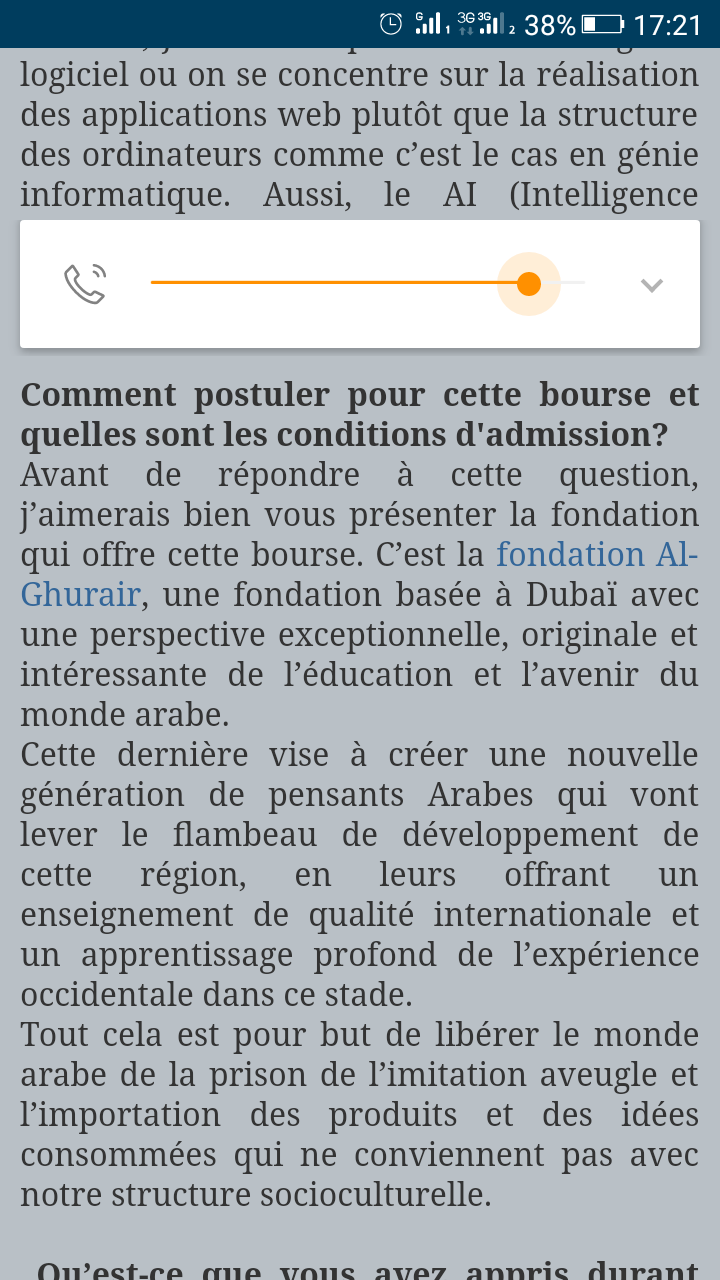 G 1 3G 3G 2 38% 17:21
logiciel ou on se concentre sur la réalisation
des applications web plutôt que la structure
des ordinateurs comme c’est le cas en génie
informatique. Aussi, le AI (Intelligence
Comment postuler pour cette bourse et
quelles sont les conditions d'admission?
Avant de répondre à cette question,
j’aimerais bien vous présenter la fondation
qui offre cette bourse. C’est la fondation Al-
Ghurair, une fondation basée à Dubaï avec
une perspective exceptionnelle, originale et
intéressante de l’éducation et l’avenir du
monde arabe.
Cette dernière vise à créer une nouvelle
génération de pensants Arabes qui vont
lever le flambeau de développement de
cette région, en leurs offrant un
enseignement de qualité internationale et
un apprentissage profond de l’expérience
occidentale dans ce stade.
Tout cela est pour but de libérer le monde
arabe de la prison de l’imitation aveugle et
l’importation des produits et des idées
consommées qui ne conviennent pas avec
notre structure socioculturelle.
Qu’est-ce que vous avez appris durant